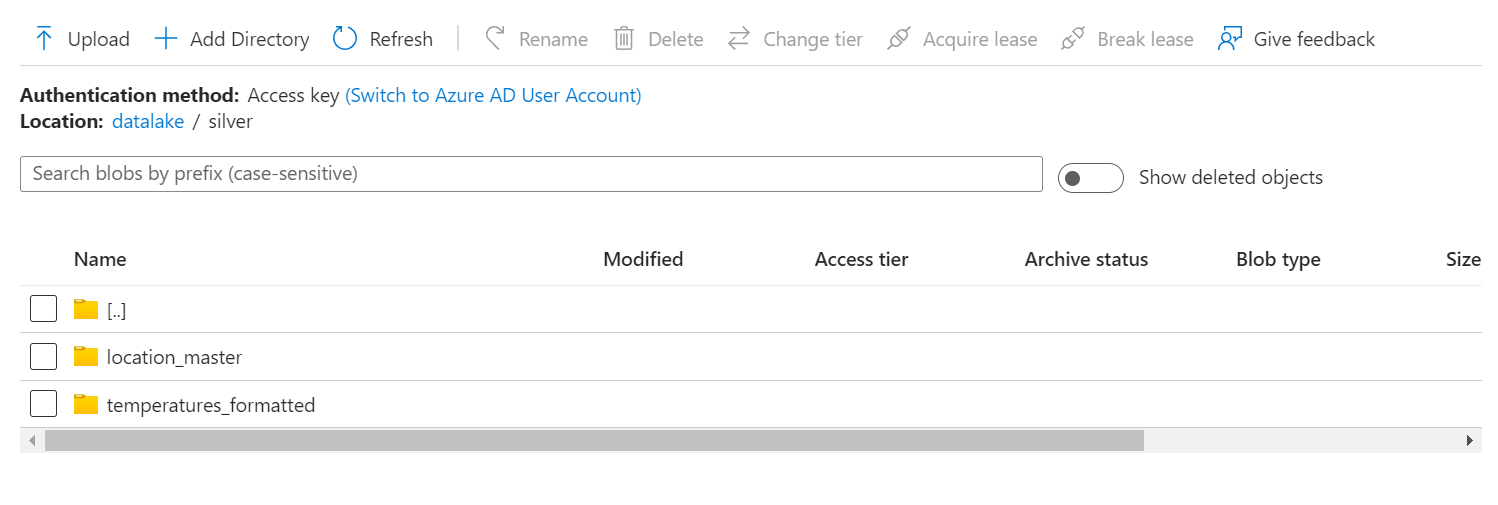 Upload Add Directory Refresh Rename Delete Change tier Acquire lease Break lease Give feedback
Authentication method: Access key (Switch to Azure AD User Account)
Location: datalake / silver
Search blobs by prefix (case-sensitive) Show deleted objects
Name Modified Access tier Archive status Blob type Size
[..]
location_master
temperatures_formatted